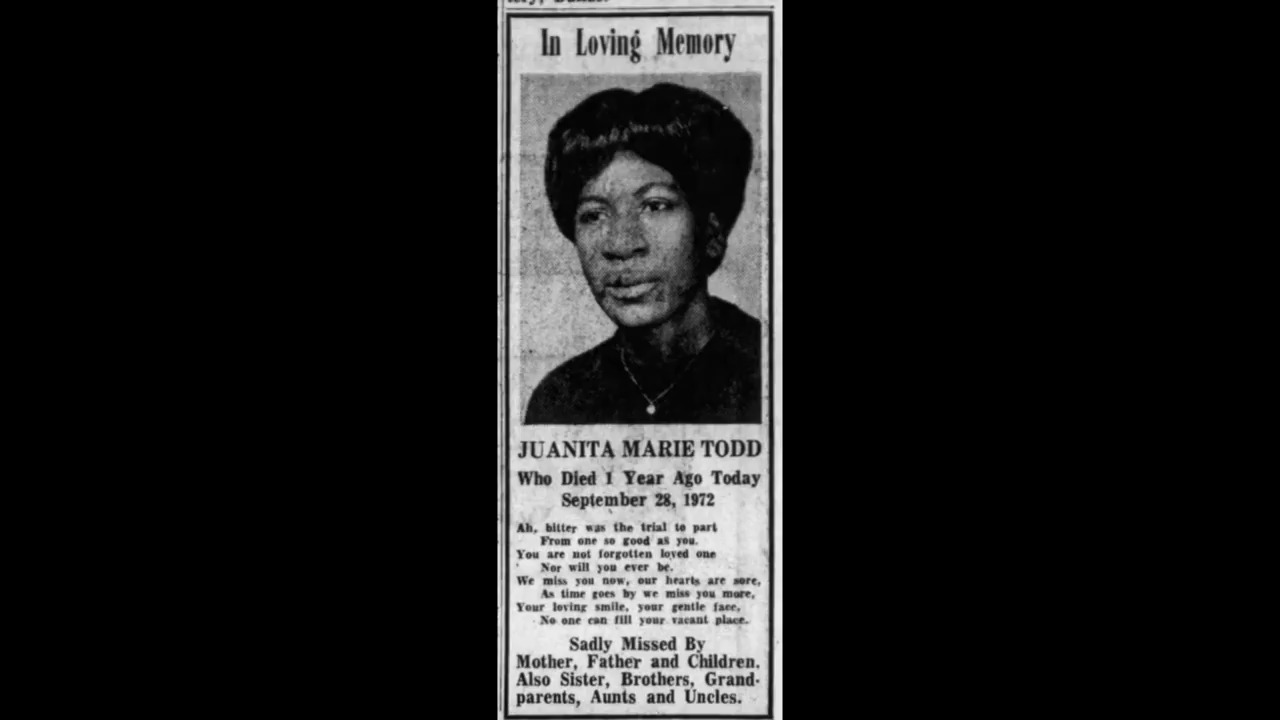 In Loving Memory
JUANITA MARIE TODD
Who Died 1 Year Ago Today
September 28, 1972
Ah, bitter was the trial to part
From one so good as you.
You are not forgotten loved one
Nor will you ever be.
We miss you now, our hearts are sore,
As time goes by we miss you more,
Your loving smile, your gentle face,
No one can fill your vacant place.
Sadly Missed By
Mother, Father and Children.
Also Sister, Brothers, Grand-
parents, Aunts and Uncles.